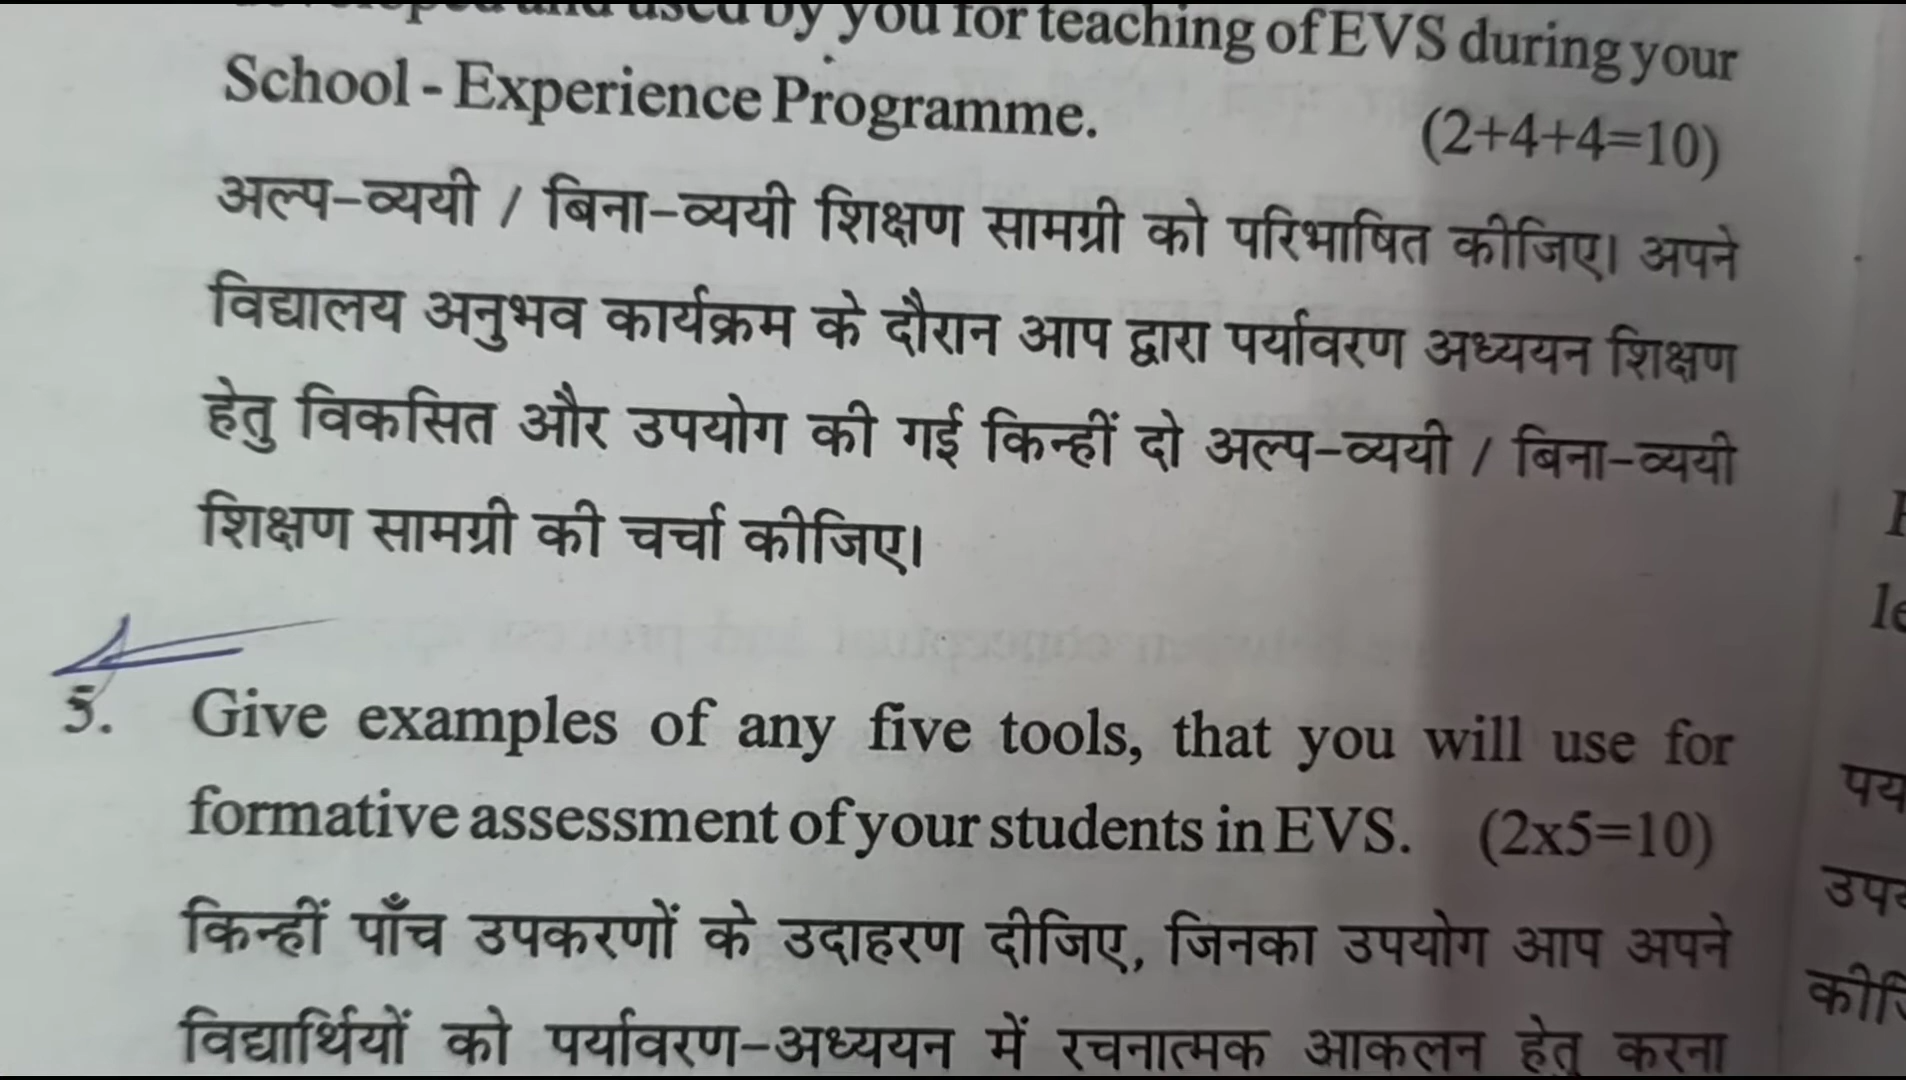 developed and used by you for teaching of EVS during your
School - Experience Programme. (2+4+4=10)
अल्प-व्ययी / बिना-व्ययी शिक्षण सामग्री को परिभाषित कीजिए। अपने
विद्यालय अनुभव कार्यक्रम के दौरान आप द्वारा पर्यावरण अध्ययन शिक्षण
हेतु विकसित और उपयोग की गई किन्हीं दो अल्प-व्ययी / बिना-व्ययी
शिक्षण सामग्री की चर्चा कीजिए।
5. Give examples of any five tools, that you will use for
formative assessment of your students in EVS. (2x5=10)
किन्हीं पाँच उपकरणों के उदाहरण दीजिए, जिनका उपयोग आप अपने
विद्यार्थियों को पर्यावरण-अध्ययन में रचनात्मक आकलन हेतु करना